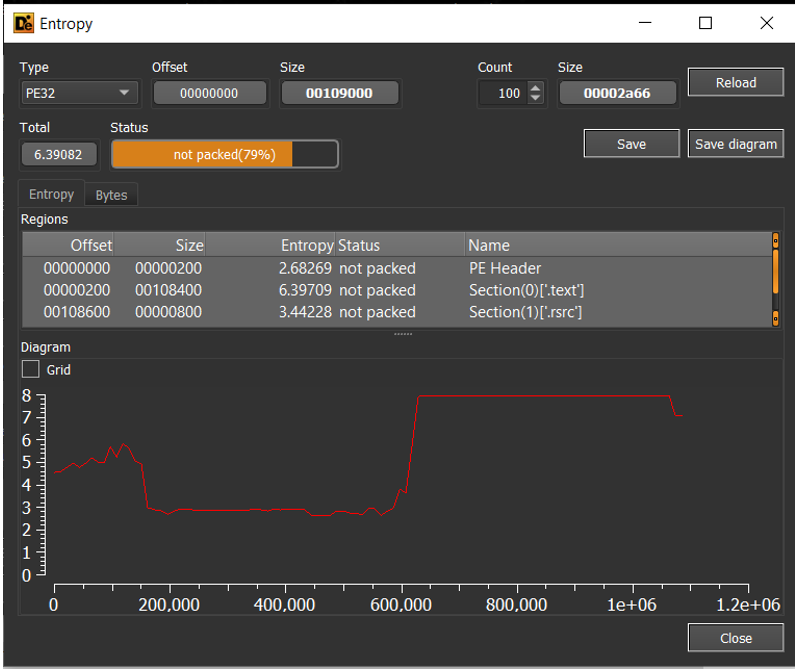 De Entropy
Type Offset Size Count Size
PE32 00000000 00109000 100 00002a66 Reload
Total Status
6.39082 not packed(79%) Save Save diagram
Entropy Bytes
Regions
Offset Size Entropy Status Name
00000000 00000200 2.68269 not packed PE Header
00000200 00108400 6.39709 not packed Section(0)['.text']
00108600 00000800 3.44228 not packed Section(1)['.rsrc']
Diagram
Grid
8
7
6
5
4
3
2
1
0
0 200,000 400,000 600,000 800,000 1e+06 1.2e+06
Close